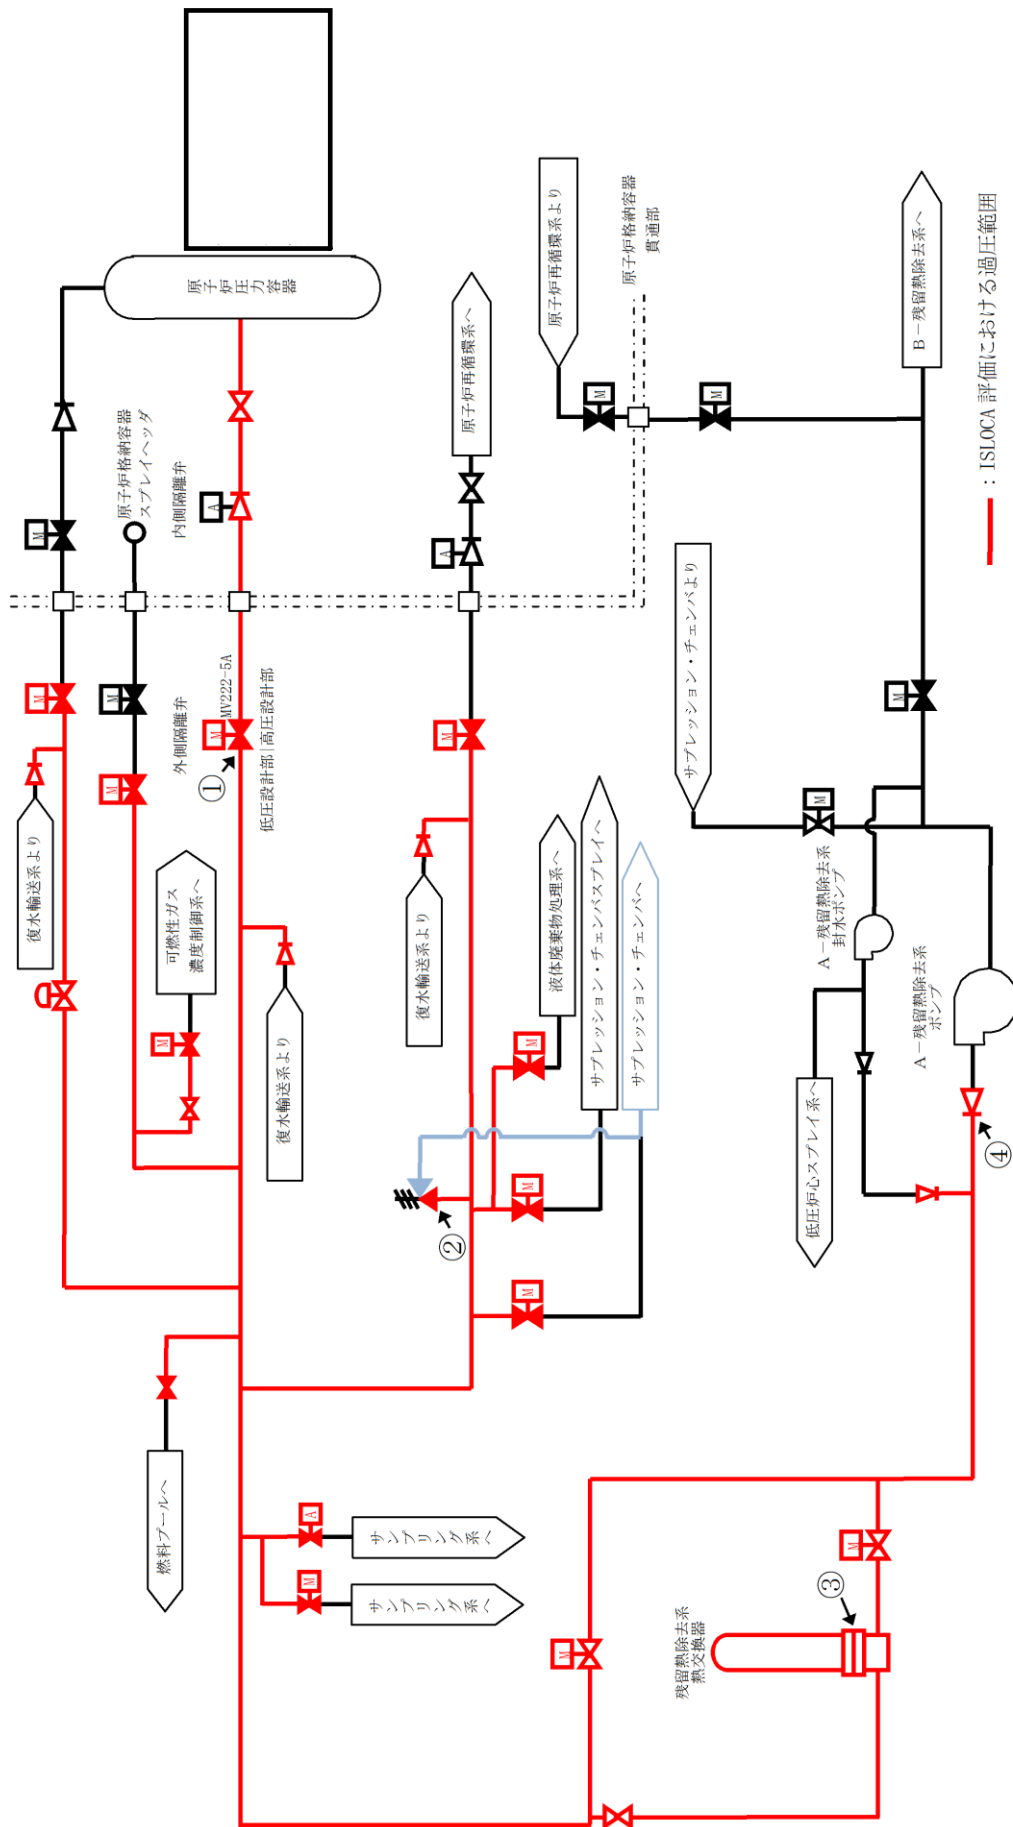 原子炉圧力容器
原子炉格納容器
スプレイヘッダ
内側隔離弁
A
M
原子炉再循環系へ
A
原子炉再循環系より
原子炉格納容器
貫通部
M
M
B－残留熱除去系へ
：ISLOCA 評価における過圧範囲
M
M
M
M
MV222-5A
外側隔離弁
①
低圧設計部|高圧設計部
M
サプレッション・チェンバより
M
M
復水輸送系より
可燃性ガス
濃度制御系へ
M
復水輸送系より
復水輸送系より
液体廃棄物処理系へ
サプレッション・チェンバスプレイへ
サプレッション・チェンバへ
M
M
M
②
A－残留熱除去系
封水ポンプ
A－残留熱除去系
ポンプ
低圧炉心スプレイ系へ
④
燃料プールへ
A
サンプリング系へ
M
サンプリング系へ
M
M
③
残留熱除去系
熱交換器